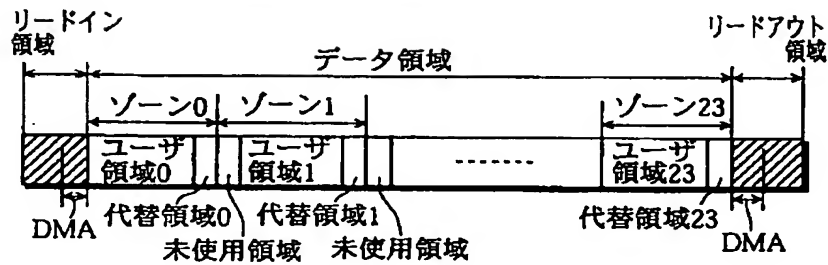 リードイン
領域
リードアウト
領域
データ領域
ゾーン0
ゾーン1
ゾーン23
ユーザ
領域0
ユーザ
領域1
ユーザ
領域23
DMA
代替領域0
代替領域1
代替領域23
DMA
未使用領域
未使用領域